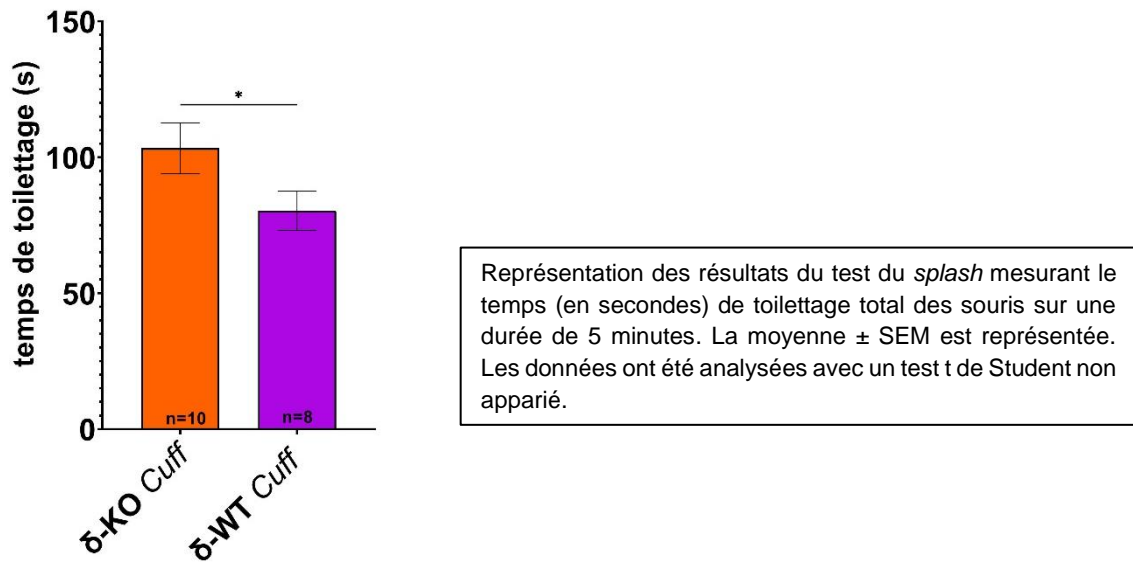 150
100
50
0
temps de toilettage (s)
*
n=10
n=8
δ-KO Cuff
δ-WT Cuff
Représentation des résultats du test du splash mesurant le
temps (en secondes) de toilettage total des souris sur une
durée de 5 minutes. La moyenne ± SEM est représentée.
Les données ont été analysées avec un test t de Student non
apparié.